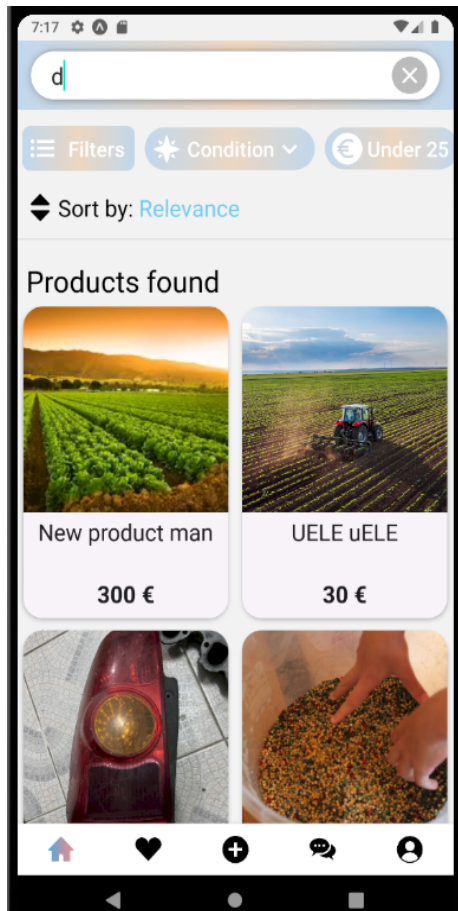 7:17
d
Filters
Condition
€ Under 25
Sort by: Relevance
Products found
New product man
300 €
UELE uELE
30 €